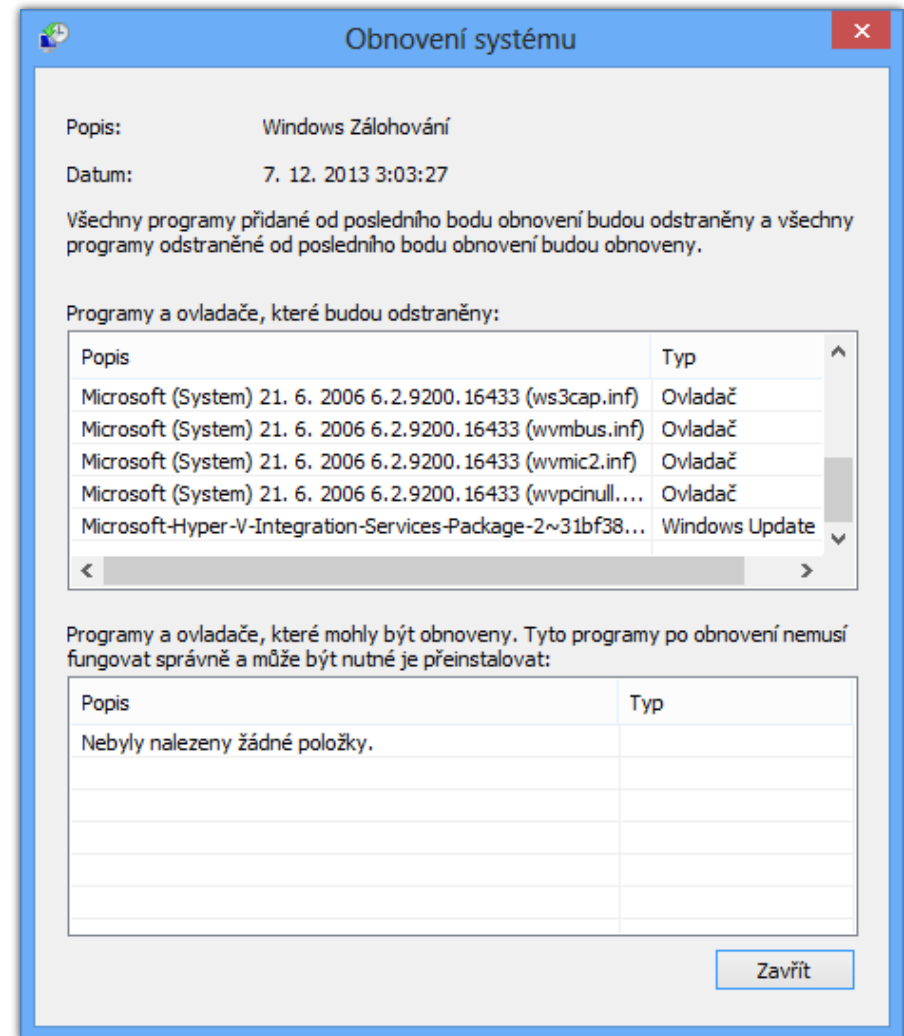 Obnovení systému
Popis: Windows Zálohování
Datum: 7. 12. 2013 3:03:27
Všechny programy přidané od posledního bodu obnovení budou odstraněny a všechny
programy odstraněné od posledního bodu obnovení budou obnoveny.
Programy a ovladače, které budou odstraněny:
Popis Typ
Microsoft (System) 21. 6. 2006 6.2.9200.16433 (ws3cap.inf) Ovladač
Microsoft (System) 21. 6. 2006 6.2.9200.16433 (wvmbus.inf) Ovladač
Microsoft (System) 21. 6. 2006 6.2.9200.16433 (wvmic2.inf) Ovladač
Microsoft (System) 21. 6. 2006 6.2.9200.16433 (wvpcinull.... Ovladač
Microsoft-Hyper-V-Integration-Services-Package-2~31bf38... Windows Update
Programy a ovladače, které mohly být obnoveny. Tyto programy po obnovení nemusí
fungovat správně a může být nutné je přeinstalovat:
Popis Typ
Nebyly nalezeny žádné položky.
Zavřít